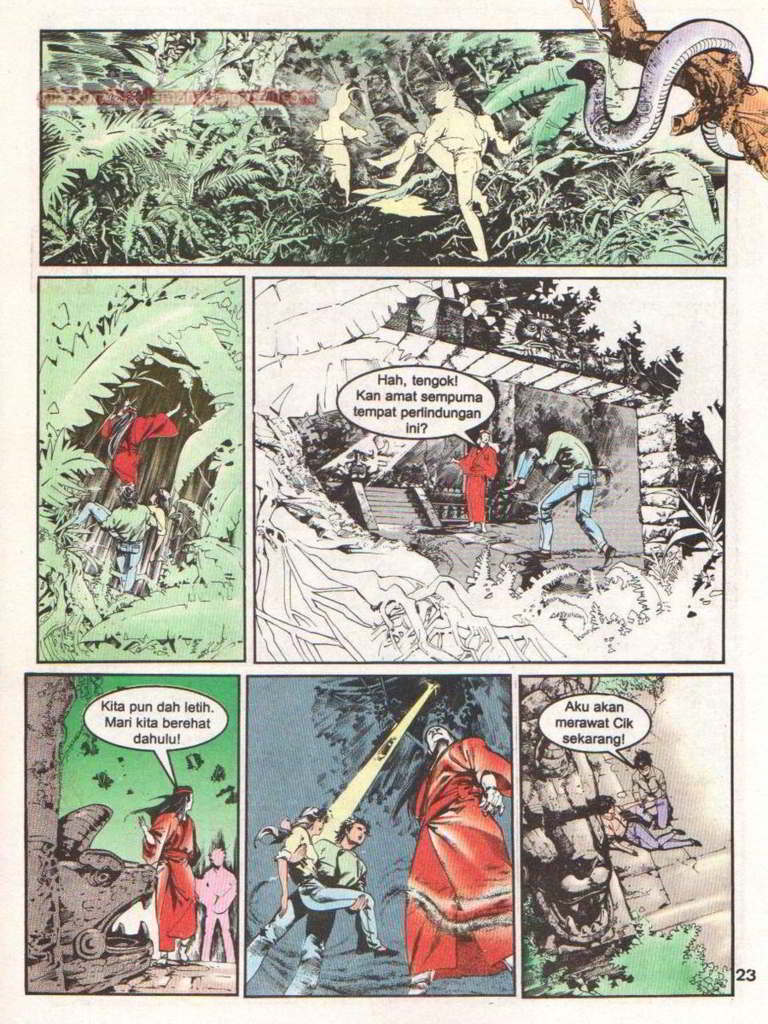 Hah, tengok!
Kan amat sempurna
tempat perlindungan
ini?
Kita pun dah letih.
Mari kita berehat
dahulu!
Aku akan
merawat Cik
sekarang!
23